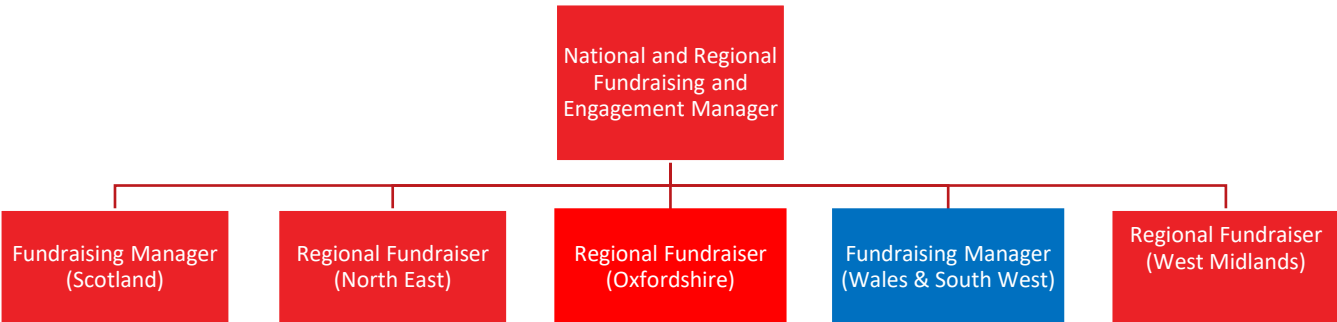 National and Regional
Fundraising and
Engagement Manager
Fundraising Manager
(Scotland)
Regional Fundraiser
(North East)
Regional Fundraiser
(Oxfordshire)
Fundraising Manager
(Wales & South West)
Regional Fundraiser
(West Midlands)